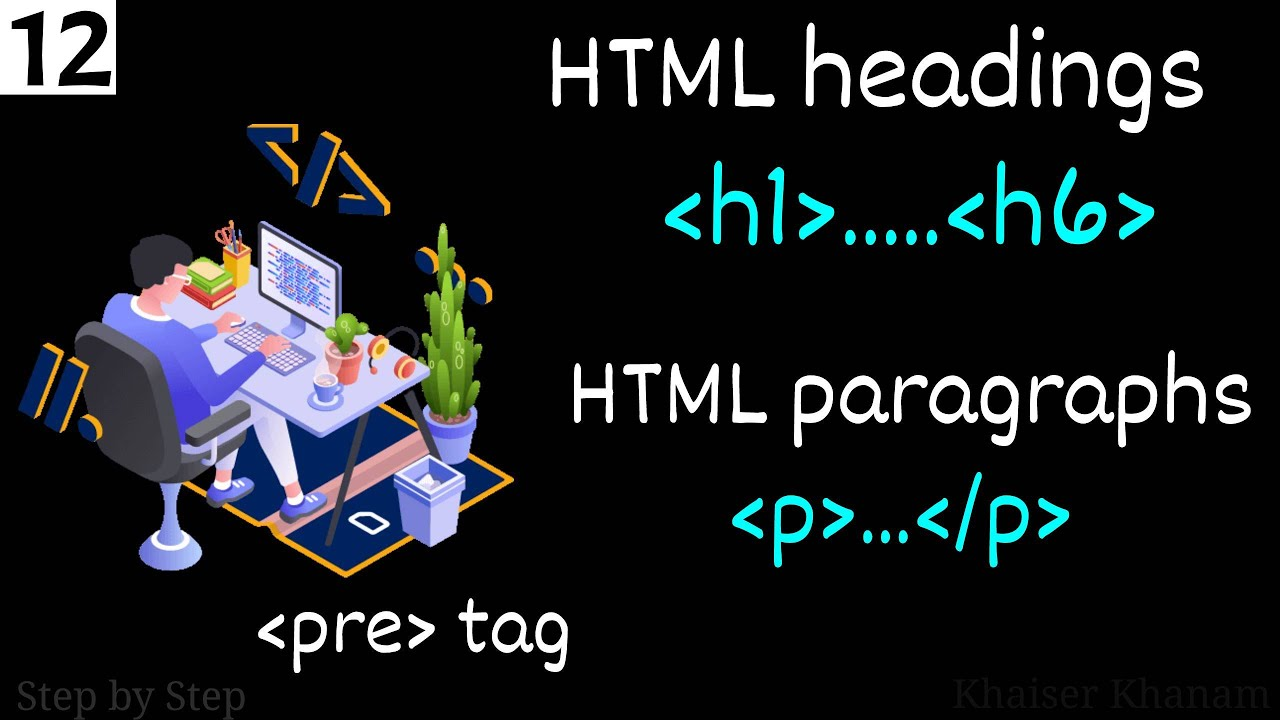 12
HTML headings
<h1>.....<h6>
HTML paragraphs
<p>...</p>
<pre> tag
Step by Step
Khaiser Khanam